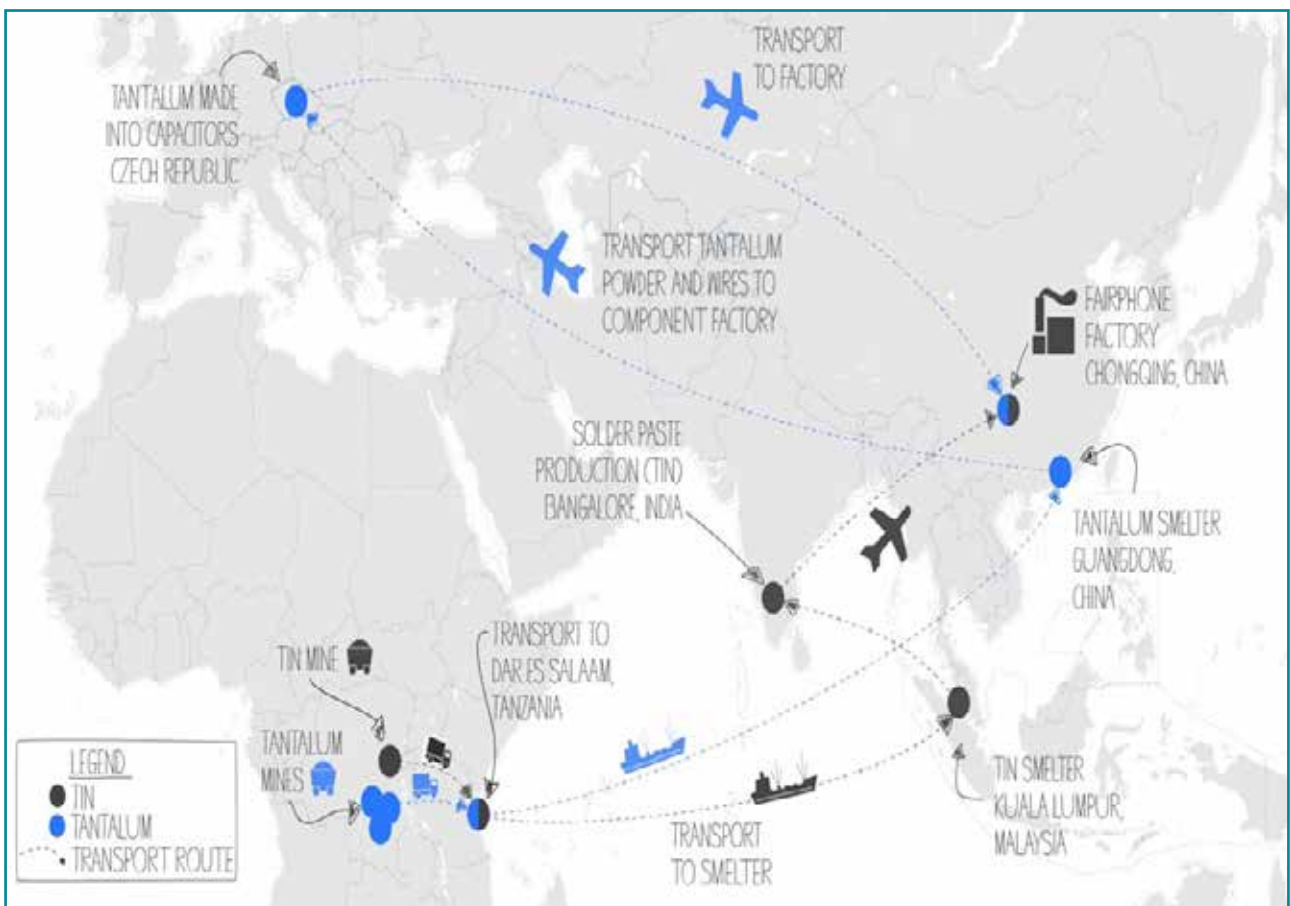 TRANSPORT
TO FACTORY
TANTALUM MADE
INTO CAPACITORS
CZECH REPUBLIC
TRANSPORT TANTALUM
POWDER AND WIRES TO
COMPONENT FACTORY
FAIRPHONE
FACTORY
CHONGQING, CHINA
SOLDER PASTE
PRODUCTION (TIN)
BANGALORE, INDIA
TANTALUM SMELTER
GUANGDONG,
CHINA
TIN MINE
TRANSPORT TO
DAR ES SALAAM,
TANZANIA
TANTALUM
MINES
TIN SMELTER
KUALA LUMPUR,
MALAYSIA
TRANSPORT
TO SMELTER
LEGEND
TIN
TANTALUM
TRANSPORT ROUTE